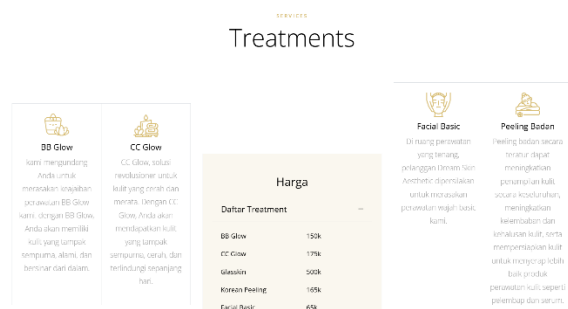 SERVICES
Treatments
BB Glow
kami mengundang
Anda untuk
merasakan keajaiban
perawatan BB Glow
kami. dengan BB Glow,
Anda akan memiliki
kulit yang tampak
sempurna, alami, dan
bersinar dari dalam.
CC Glow
CC Glow, solusi
revolusioner untuk
kulit yang cerah dan
merata. Dengan CC
Glow, Anda akan
mendapatkan kulit
yang tampak
sempurna, cerah, dan
terlindungi sepanjang
hari.
Harga
Daftar Treatment
BB Glow 150k
CC Glow 175k
Glasskin 500k
Korean Peeling 165k
Facial Basic 65k
Facial Basic
Di ruang perawatan
yang tenang,
pelanggan Dream Skin
Aesthetic dipersilakan
untuk merasakan
perawatan wajah basic
kami.
Peeling Badan
Peeling badan secara
teratur dapat
meningkatkan
penampilan kulit,
meningkatkan
kelembaban dan
kehalusan kulit, serta
mempersiapkan kulit
untuk menyerap lebih
baik produk
perawatan kulit seperti
pelembap dan serum.